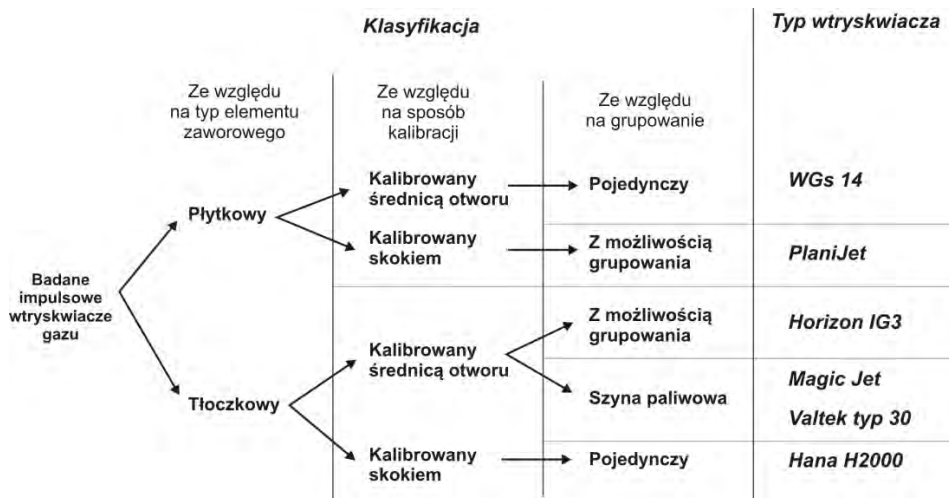 Klasyfikacja
Typ wtryskwiacza
Ze względu
na typ elementu
zaworowego
Ze względu
na sposób
kalibracji
Ze względu
na grupowanie
Badane
impulsowe
wtryskwiacze
gazu
Płytkowy
Kalibrowany
średnicą otworu
Pojedynczy
WGs 14
Kalibrowany
skokiem
Z możliwością
grupowania
PlaniJet
Tłoczkowy
Kalibrowany
średnicą otworu
Z możliwością
grupowania
Horizon IG3
Szyna paliwowa
Magic Jet
Valtek typ 30
Kalibrowany
skokiem
Pojedynczy
Hana H2000